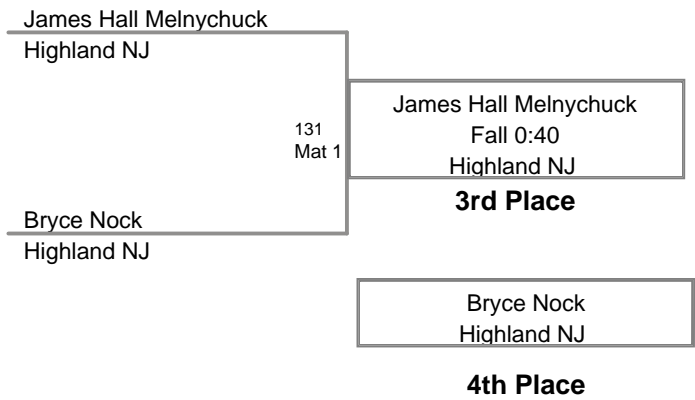 James Hall Melnychuck
Highland NJ
131
Mat 1
James Hall Melnychuck
Fall 0:40
Highland NJ
3rd Place
Bryce Nock
Highland NJ
Bryce Nock
Highland NJ
4th Place